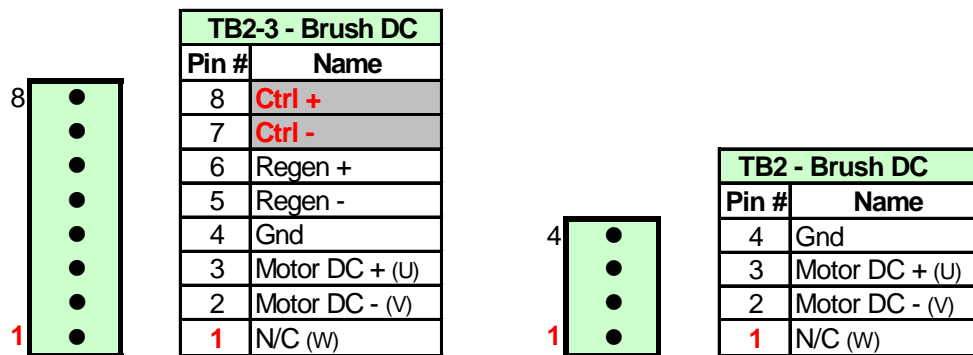 TB2-3 - Brush DC
Pin # Name
8 8 Ctrl +
7 Ctrl -
6 Regen +
5 Regen -
4 Gnd
3 Motor DC + (U)
2 Motor DC - (V)
1 1 N/C (W)
TB2 - Brush DC
Pin # Name
4 4 Gnd
3 Motor DC + (U)
2 Motor DC - (V)
1 1 N/C (W)